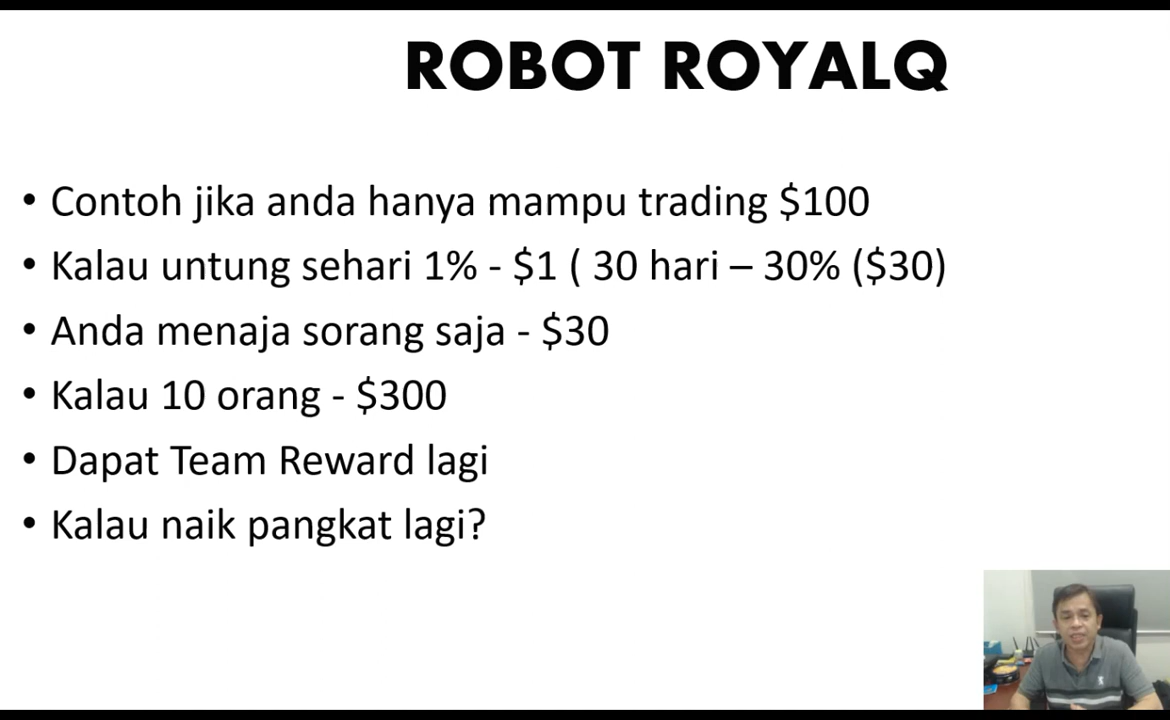 ROBOT ROYALQ
• Contoh jika anda hanya mampu trading $100
• Kalau untung sehari 1% - $1 ( 30 hari – 30% ($30)
• Anda menaja sorang saja - $30
• Kalau 10 orang - $300
• Dapat Team Reward lagi
• Kalau naik pangkat lagi?